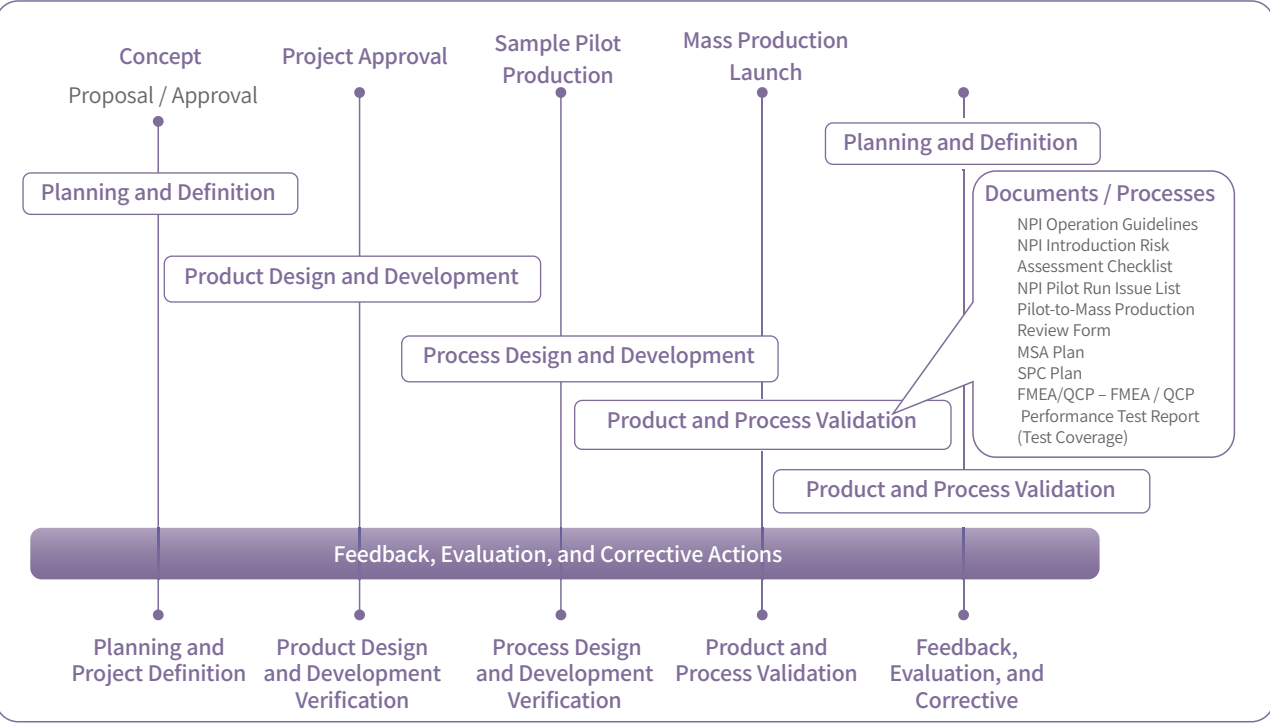 Concept
Proposal / Approval
Project Approval
Sample Pilot
Production
Mass Production
Launch
Planning and Definition
Planning and Definition
Product Design and Development
Process Design and Development
Product and Process Validation
Product and Process Validation
Documents / Processes
NPI Operation Guidelines
NPI Introduction Risk
Assessment Checklist
NPI Pilot Run Issue List
Pilot-to-Mass Production
Review Form
MSA Plan
SPC Plan
FMEA/QCP – FMEA / QCP
Performance Test Report
(Test Coverage)
Feedback, Evaluation, and Corrective Actions
Planning and
Project Definition
Product Design
and Development
Verification
Process Design
and Development
Verification
Product and
Process Validation
Feedback,
Evaluation, and
Corrective